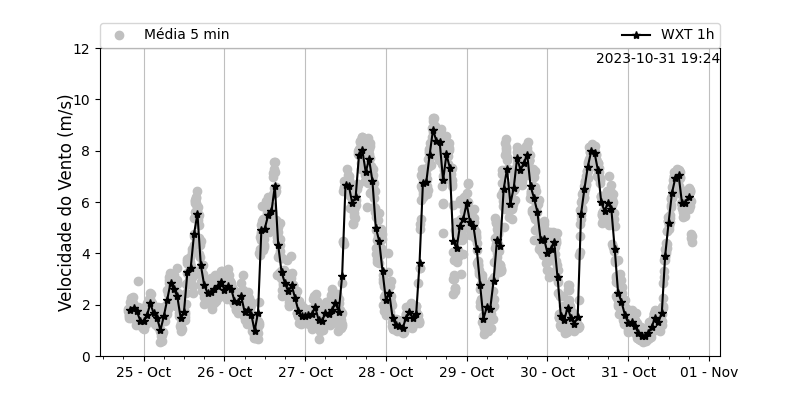 Média 5 min
WXT 1h
2023-10-31 19:24
Velocidade do Vento (m/s)
12
10
8
6
4
2
0
25 - Oct
26 - Oct
27 - Oct
28 - Oct
29 - Oct
30 - Oct
31 - Oct
01 - Nov